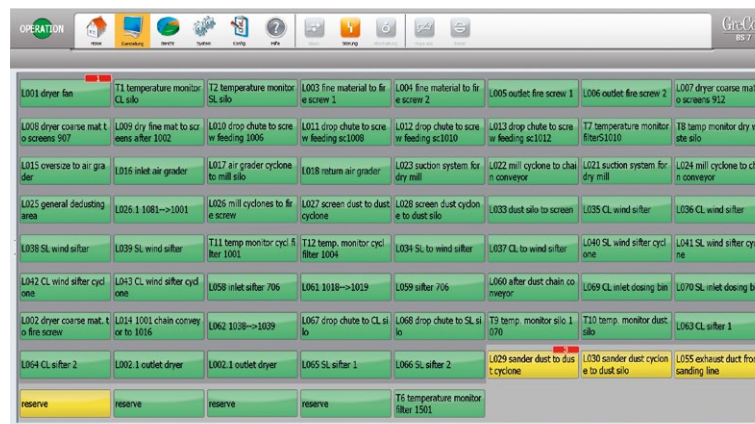 OPERATION
Home
Bericht
System
Config.
Hilfe
Störung
GreCo
BS 7
L001 dryer fan
T1 temperature monitor
CL silo
T2 temperature monitor
SL silo
L003 fine material to fir
e screw 1
L004 fine material to fir
e screw 2
L005 outlet fire screw 1
L006 outlet fire screw 2
L007 dryer coarse mat
o screens 912
L008 dryer coarse mat t
o screens 907
L009 dry fine mat to scr
eens after 1002
L010 drop chute to scre
w feeding 1006
L011 drop chute to scre
w feeding sc1008
L012 drop chute to scre
w feeding sc1010
L013 drop chute to scre
w feeding sc1012
T7 temperature monitor
filterS1010
T8 temp monitor dry w
ste silo
L015 oversize to air gra
der
L016 inlet air grader
L017 air grader cyclone
to mill silo
L018 return air grader
L023 suction system for
dry mill
L022 mill cyclone to chai
n conveyor
L021 suction system for
dry mill
L024 mill cyclone to ch
n conveyor
L025 general dedusting
area
L026.1 1081-->1001
L026 mill cyclones to fir
e screw
L027 screen dust to dust
cyclone
L028 screen dust cyclon
e to dust silo
L033 dust silo to screen
L035 CL wind sifter
L036 CL wind sifter
L038 SL wind sifter
L039 SL wind sifter
T11 temp monitor cycl fi
lter 1001
T12 temp. monitor cycl
filter 1004
L034 SL to wind sifter
L037 CL to wind sifter
L040 SL wind sifter cycl
one
L041 SL wind sifter cyc
ne
L042 CL wind sifter cycl
one
L043 CL wind sifter cycl
one
L058 inlet sifter 706
L061 1018-->1019
L059 sifter 706
L060 after dust chain co
nveyor
L069 CL inlet dosing bin
L070 SL inlet dosing b
L002 dryer coarse mat. t
o fire screw
L014 1001 chain convey
or to 1016
L062 1038-->1039
L067 drop chute to CL si
lo
L068 drop chute to SL si
lo
T9 temp. monitor silo 1
070
T10 temp. monitor dust
silo
L063 CL sifter 1
L064 CL sifter 2
L002.1 outlet dryer
L002.1 outlet dryer
L065 SL sifter 1
L066 SL sifter 2
L029 sander dust to dus
t cyclone
L030 sander dust cyclon
e to dust silo
L055 exhaust duct from
sanding line
reserve
reserve
reserve
reserve
T6 temperature monitor
filter 1501